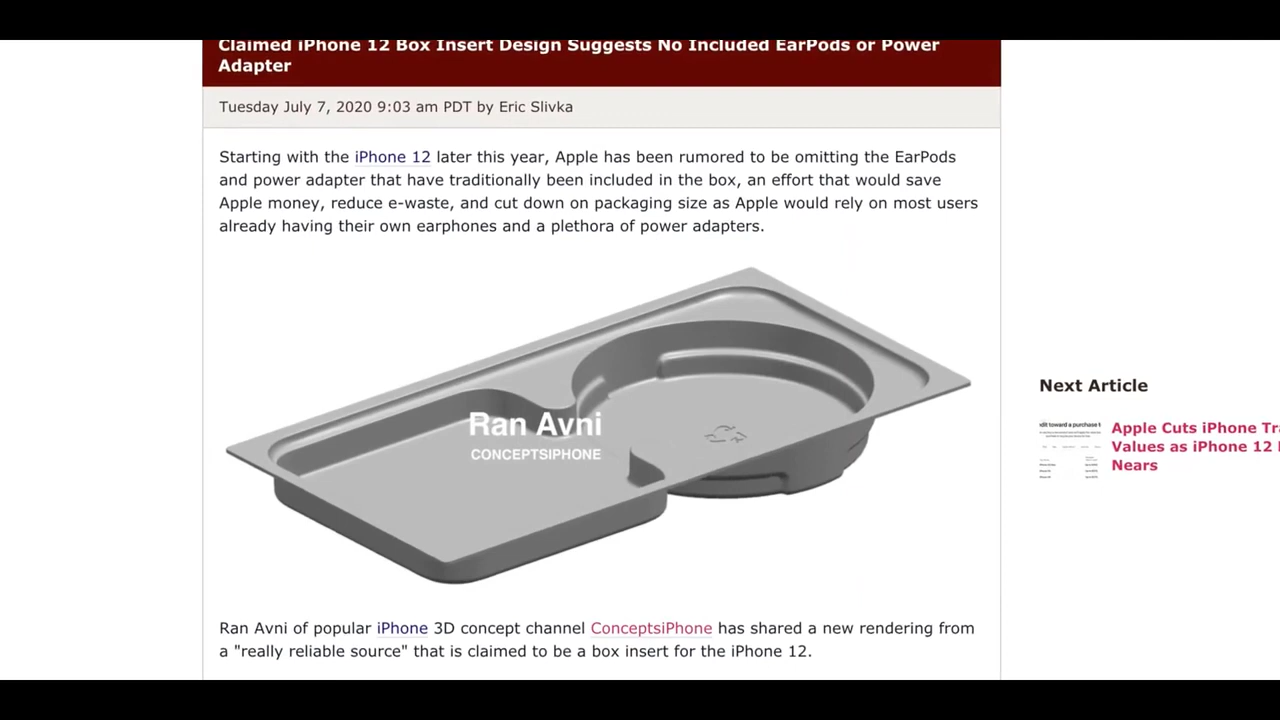 Claimed iPhone 12 Box Insert Design Suggests No Included EarPods or Power
Adapter
Tuesday July 7, 2020 9:03 am PDT by Eric Slivka
Starting with the iPhone 12 later this year, Apple has been rumored to be omitting the EarPods
and power adapter that have traditionally been included in the box, an effort that would save
Apple money, reduce e-waste, and cut down on packaging size as Apple would rely on most users
already having their own earphones and a plethora of power adapters.
Ran Avni
CONCEPTSIPHONE
Ran Avni of popular iPhone 3D concept channel ConceptsiPhone has shared a new rendering from
a "really reliable source" that is claimed to be a box insert for the iPhone 12.
Next Article
Apple Cuts iPhone
Values as iPhone 12
Nears